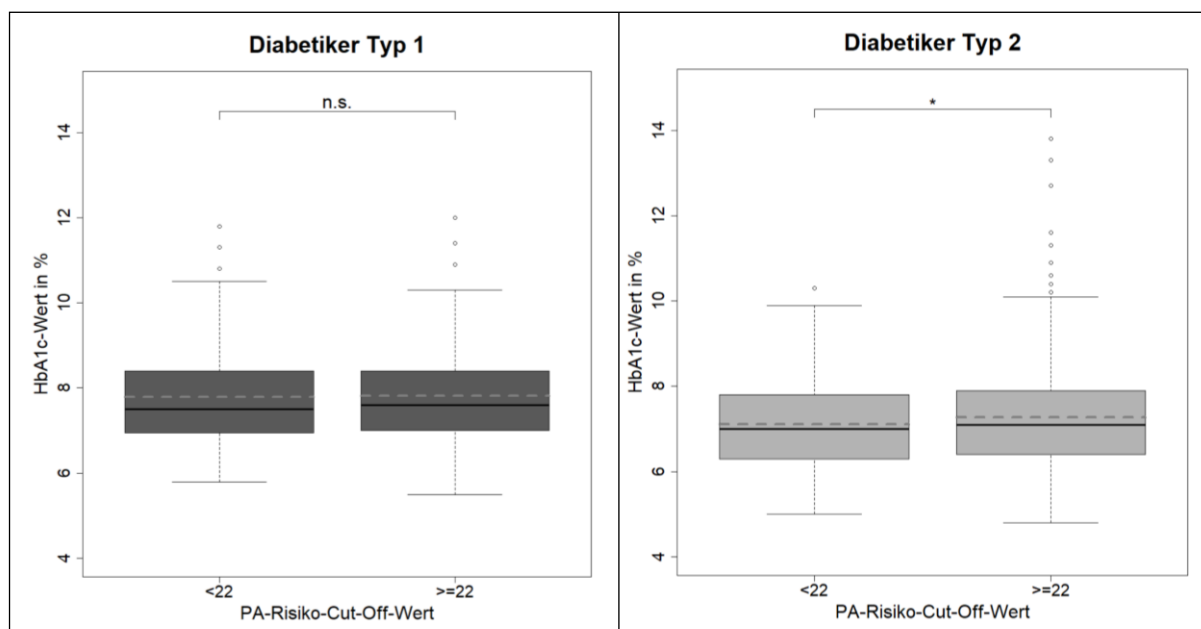 Diabetiker Typ 1
n.s.
14
12
10
8
6
4
HbA1c-Wert in %
<22
>=22
PA-Risiko-Cut-Off-Wert
Diabetiker Typ 2
*
14
12
10
8
6
4
HbA1c-Wert in %
<22
>=22
PA-Risiko-Cut-Off-Wert